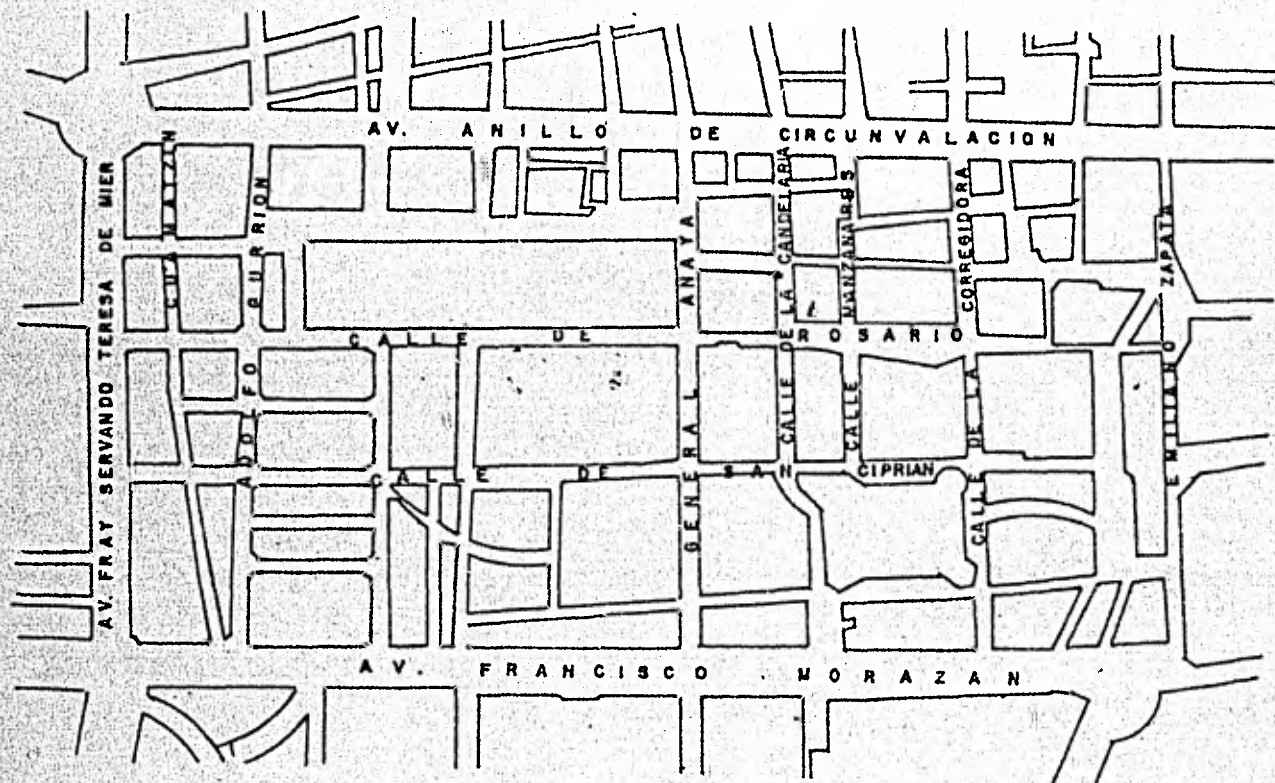 AV. ANILLO DE CIRCUNVALACION
AV. FRAY SERVANDO TERESA DE MIER
CUAMATZIN
ADOLFO GURRION
GENERAL ANAYA
CALLE DE LA CANDELARIA
CALLE MANZANARES
CALLE DE LA CORREGIDORA
EMILIANO ZAPATA
CALLE DE ROSARIO
CALLE DE SAN CIPRIAN
AV. FRANCISCO MORAZAN